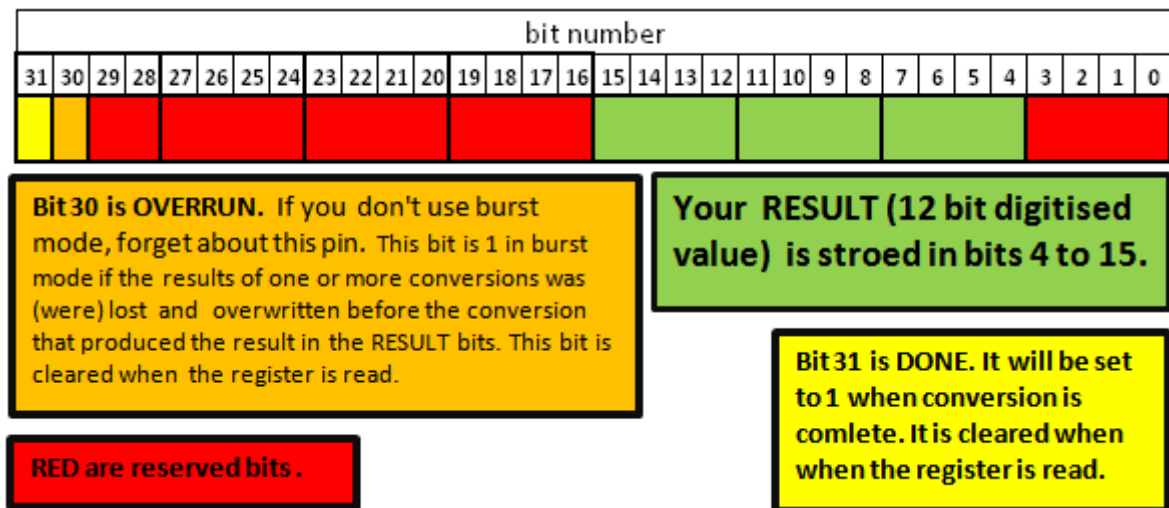 bit number
31 30 29 28 27 26 25 24 23 22 21 20 19 18 17 16 15 14 13 12 11 10 9 8 7 6 5 4 3 2 1 0
Bit 30 is OVERRUN. If you don't use burst
mode, forget about this pin. This bit is 1 in burst
mode if the results of one or more conversions was
(were) lost and overwritten before the conversion
that produced the result in the RESULT bits. This bit is
cleared when the register is read.
Your RESULT (12 bit digitised
value) is stroed in bits 4 to 15.
Bit 31 is DONE. It will be set
to 1 when conversion is
comlete. It is cleared when
when the register is read.
RED are reserved bits .